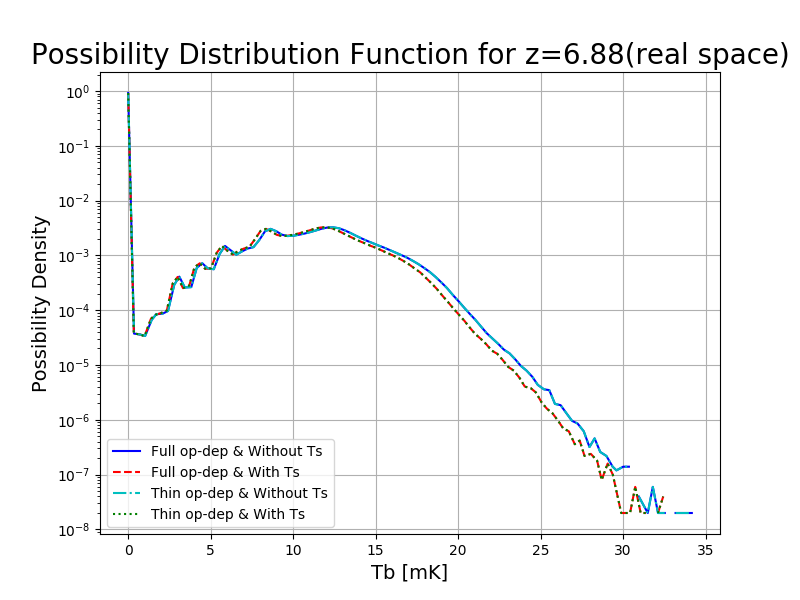 Possibility Distribution Function for z=6.88(real space)
Possibility Density
10⁰
10⁻¹
10⁻²
10⁻³
10⁻⁴
10⁻⁵
10⁻⁶
10⁻⁷
10⁻⁸
Full op-dep & Without Ts
Full op-dep & With Ts
Thin op-dep & Without Ts
Thin op-dep & With Ts
0 5 10 15 20 25 30 35
Tb [mK]